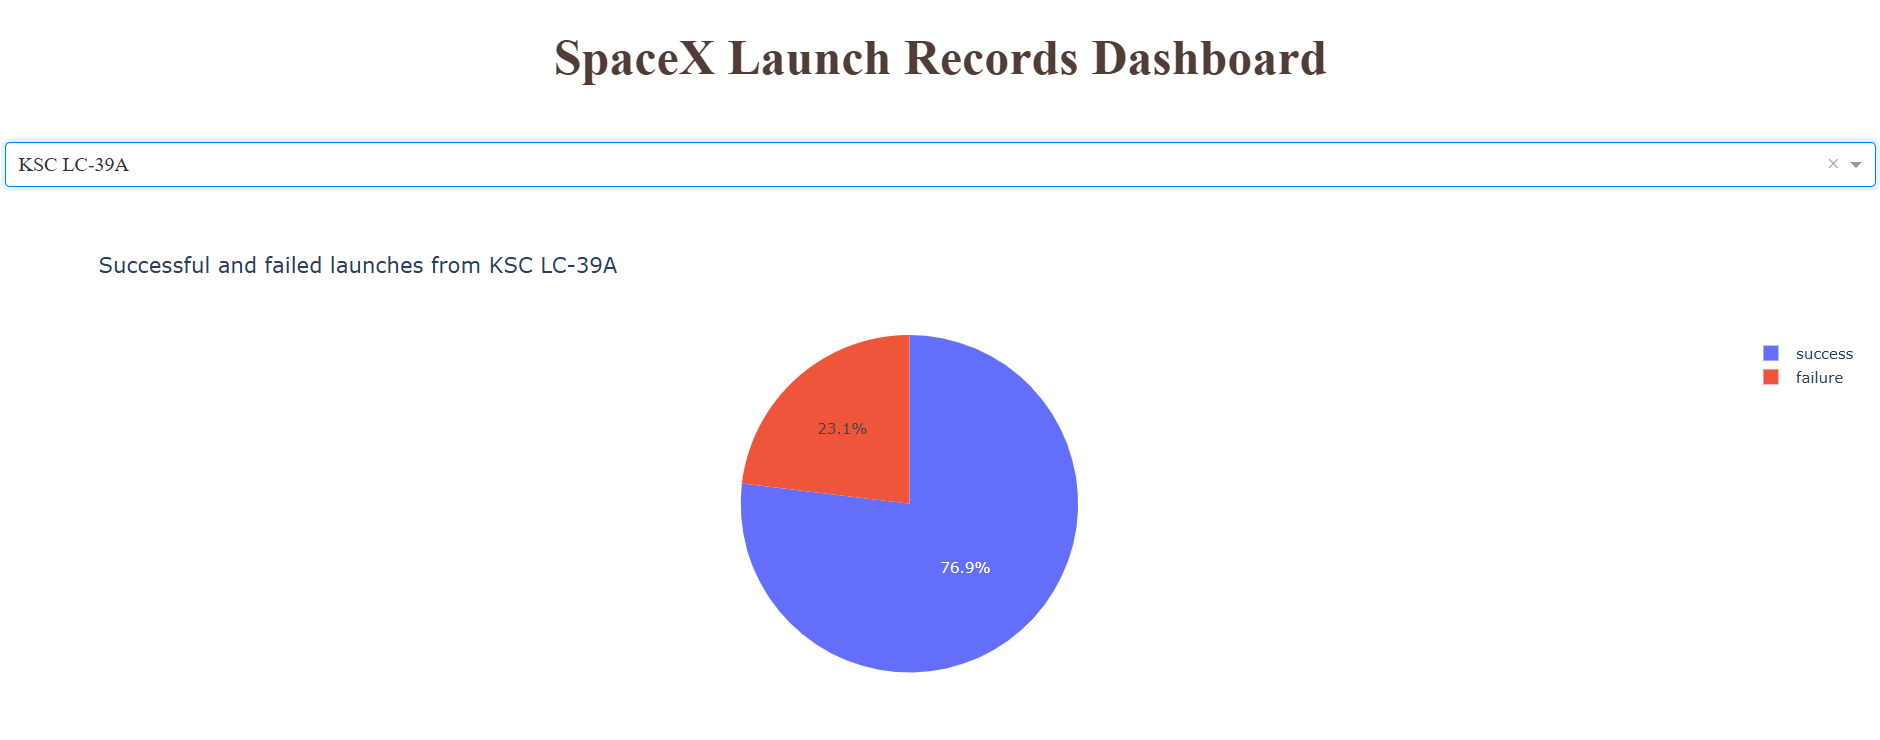 SpaceX Launch Records Dashboard
KSC LC-39A
Successful and failed launches from KSC LC-39A
success
failure
23.1%
76.9%